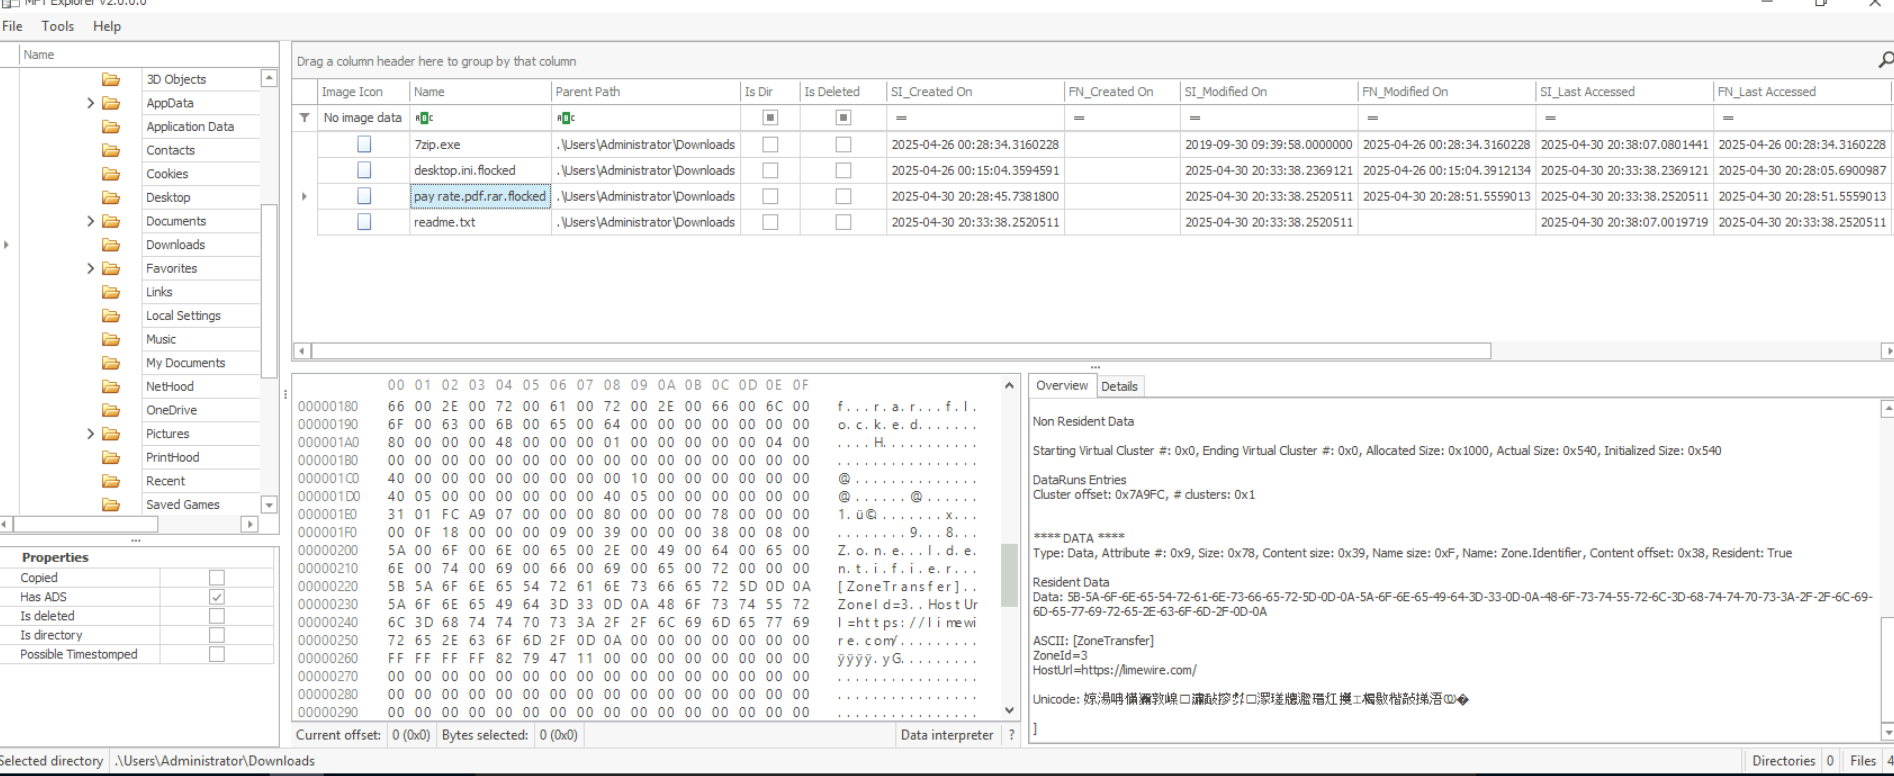 MFT Explorer v2.0.0.0
File Tools Help
Name
3D Objects
AppData
Application Data
Contacts
Cookies
Desktop
Documents
Downloads
Favorites
Links
Local Settings
Music
My Documents
NetHood
OneDrive
Pictures
PrintHood
Recent
Saved Games
Properties
Copied
Has ADS
Is deleted
Is directory
Possible Timestomped
Drag a column header here to group by that column
Image Icon Name Parent Path Is Dir Is Deleted SI_Created On FN_Created On SI_Modified On FN_Modified On SI_Last Accessed FN_Last Accessed
No image data ABC ABC = = = = = =
7zip.exe .\Users\Administrator\Downloads 2025-04-26 00:28:34.3160228 2019-09-30 09:39:58.0000000 2025-04-26 00:28:34.3160228 2025-04-30 20:38:07.0801441 2025-04-26 00:28:34.3160228
desktop.ini.flocked .\Users\Administrator\Downloads 2025-04-26 00:15:04.3594591 2025-04-30 20:33:38.2369121 2025-04-26 00:15:04.3912134 2025-04-30 20:33:38.2369121 2025-04-26 00:28:05.6900987
pay rate.pdf.rar.flocked .\Users\Administrator\Downloads 2025-04-30 20:28:45.7381800 2025-04-30 20:33:38.2520511 2025-04-30 20:28:51.5559013 2025-04-30 20:33:38.2520511 2025-04-30 20:28:51.5559013
readme.txt .\Users\Administrator\Downloads 2025-04-30 20:33:38.2520511 2025-04-30 20:33:38.2520511 2025-04-30 20:38:07.0019719 2025-04-30 20:33:38.2520511
00 01 02 03 04 05 06 07 08 09 0A 0B 0C 0D 0E 0F
00000180 66 00 2E 00 72 00 61 00 72 00 2E 00 66 00 6C 00 f...r.a.r...f.l.
00000190 6F 00 63 00 6B 00 65 00 64 00 00 00 00 00 00 00 o.c.k.e.d.......
000001A0 80 00 00 00 48 00 00 00 01 00 00 00 00 00 04 00 ....H...........
000001B0 00 00 00 00 00 00 00 00 00 00 00 00 00 00 00 00 ................
000001C0 40 00 00 00 00 00 00 00 00 10 00 00 00 00 00 00 @...............
000001D0 40 05 00 00 00 00 00 00 40 05 00 00 00 00 00 00 @.......@.......
000001E0 31 01 FC A9 07 00 00 00 80 00 00 00 78 00 00 00 1.ü©........x...
000001F0 00 0F 18 00 00 00 09 00 39 00 00 00 38 00 08 00 ........9...8...
00000200 5A 00 6F 00 6E 00 65 00 2E 00 49 00 64 00 65 00 Z.o.n.e...I.d.e.
00000210 6E 00 74 00 69 00 66 00 69 00 65 00 72 00 00 00 n.t.i.f.i.e.r...
00000220 5B 5A 6F 6E 65 54 72 61 6E 73 66 65 72 5D 0D 0A [ZoneTransfer]..
00000230 5A 6F 6E 65 49 64 3D 33 0D 0A 48 6F 73 74 55 72 ZoneId=3..HostUr
00000240 6C 3D 68 74 74 70 73 3A 2F 2F 6C 69 6D 65 77 69 l=https://limewi
00000250 72 65 2E 63 6F 6D 2F 0D 0A 00 00 00 00 00 00 00 re.com/.........
00000260 FF FF FF FF 82 79 47 11 00 00 00 00 00 00 00 00 ÿÿÿÿ.yG.........
00000270 00 00 00 00 00 00 00 00 00 00 00 00 00 00 00 00 ................
00000280 00 00 00 00 00 00 00 00 00 00 00 00 00 00 00 00 ................
00000290 00 00 00 00 00 00 00 00 00 00 00 00 00 00 00 00 ................
Current offset: 0 (0x0) Bytes selected: 0 (0x0) Data interpreter ?
Overview Details
Non Resident Data
Starting Virtual Cluster #: 0x0, Ending Virtual Cluster #: 0x0, Allocated Size: 0x1000, Actual Size: 0x540, Initialized Size: 0x540
DataRuns Entries
Cluster offset: 0x7A9FC, # clusters: 0x1
**** DATA ****
Type: Data, Attribute #: 0x9, Size: 0x78, Content size: 0x39, Name size: 0xF, Name: Zone.Identifier, Content offset: 0x38, Resident: True
Resident Data
Data: 5B-5A-6F-6E-65-54-72-61-6E-73-66-65-72-5D-0D-0A-5A-6F-6E-65-49-64-3D-33-0D-0A-48-6F-73-74-55-72-6C-3D-68-74-74-70-73-3A-2F-2F-6C-69-
6D-65-77-69-72-65-2E-63-6F-6D-2F-0D-0A
ASCII: [ZoneTransfer]
ZoneId=3
HostUrl=https://limewire.com/
Unicode:
]
Selected directory .\Users\Administrator\Downloads
Directories 0 Files 4